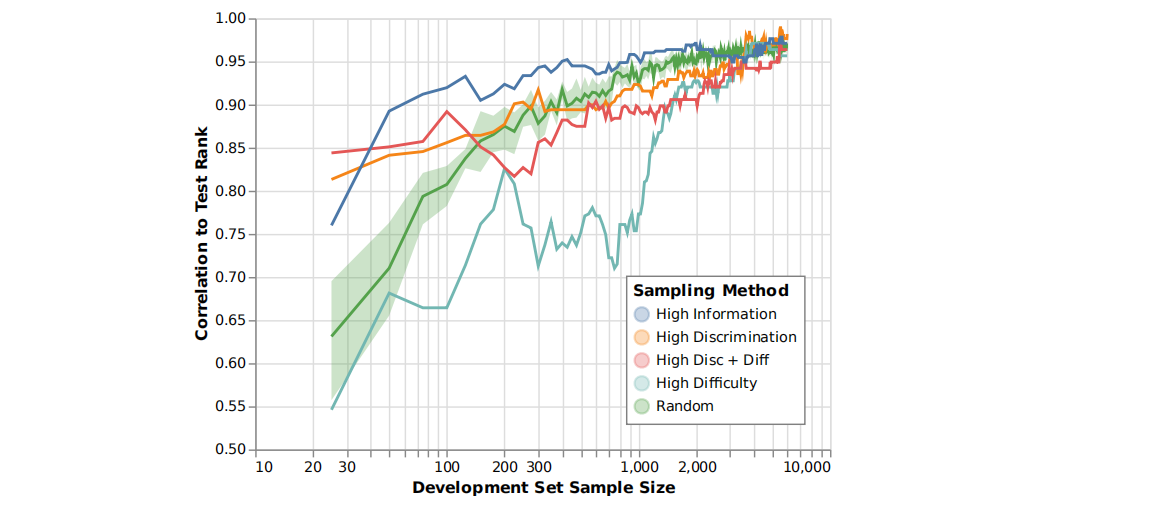 1.00
0.95
0.90
0.85
0.80
0.75
0.70
0.65
0.60
0.55
0.50
Correlation to Test Rank
10 20 30 100 200 300 1,000 2,000 10,000
Development Set Sample Size
Sampling Method
High Information
High Discrimination
High Disc + Diff
High Difficulty
Random